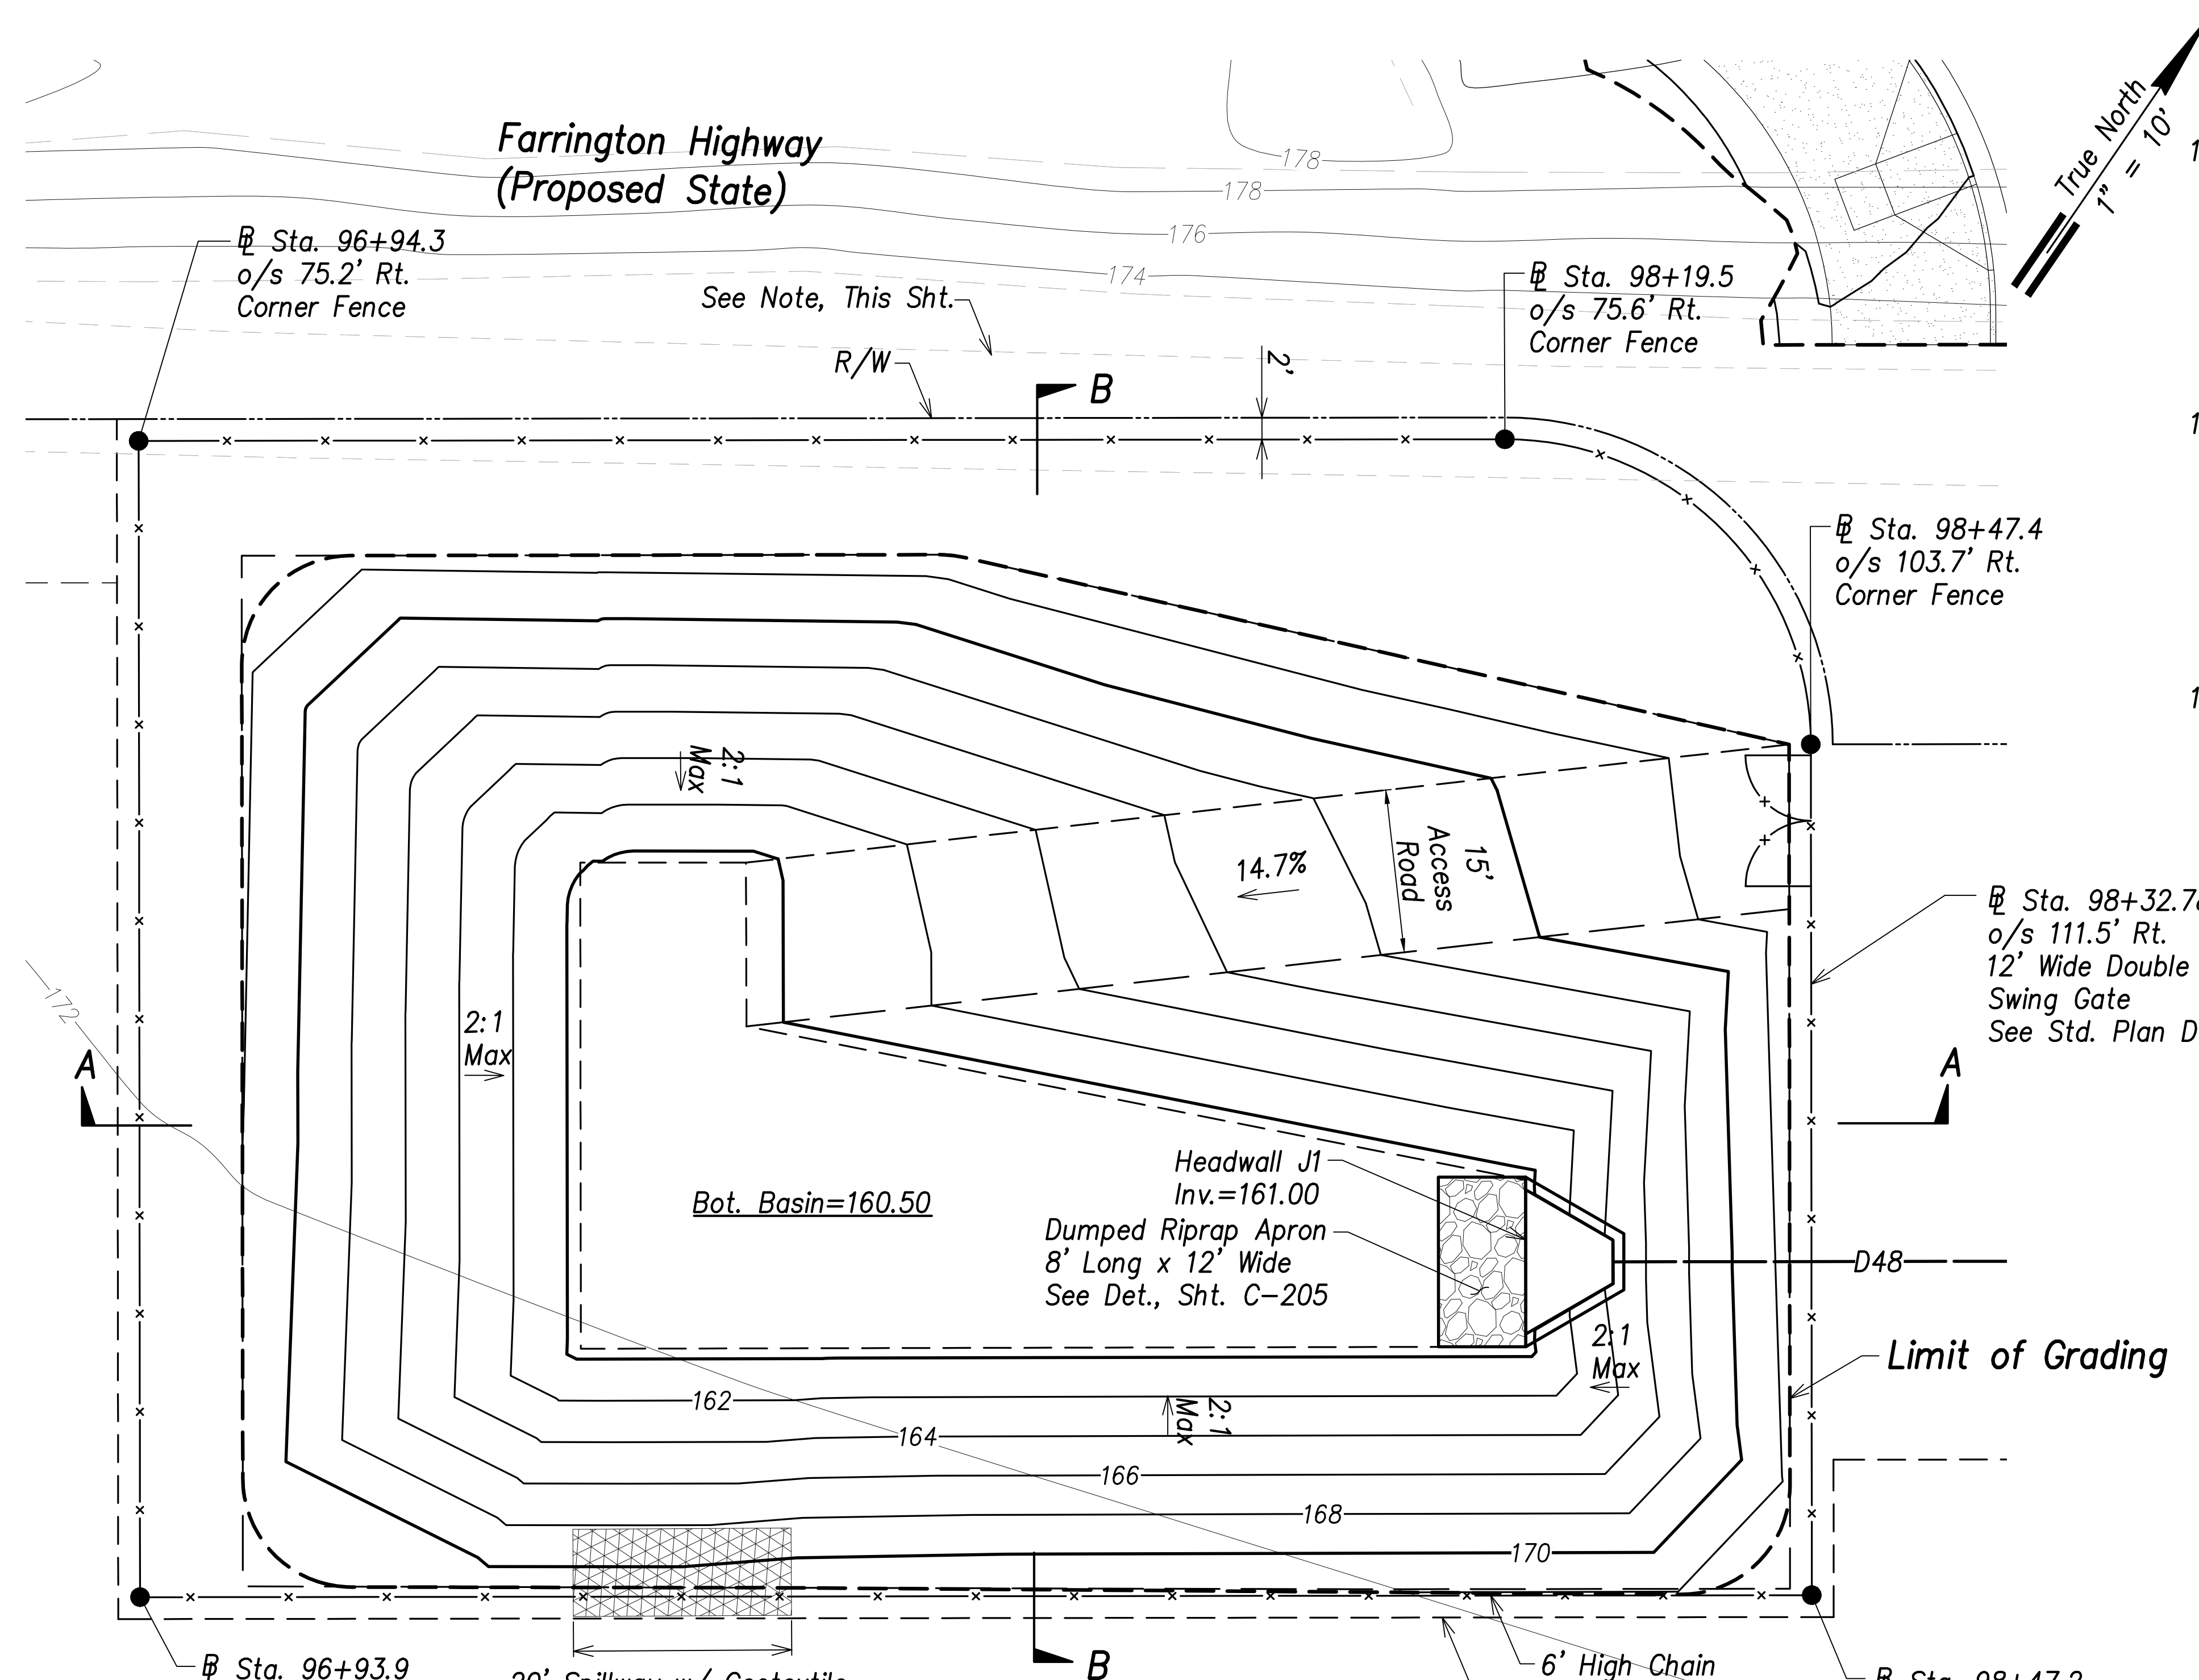 Farrington Highway
(Proposed State)
178
178
176
174
True North
1" = 10'
℄ Sta. 96+94.3
o/s 75.2' Rt.
Corner Fence
See Note, This Sht.
R/W
B
2'
℄ Sta. 98+19.5
o/s 75.6' Rt.
Corner Fence
℄ Sta. 98+47.4
o/s 103.7' Rt.
Corner Fence
2:1
Max
14.7%
15'
Access
Road
℄ Sta. 98+32.7
o/s 111.5' Rt.
12' Wide Double
Swing Gate
See Std. Plan D
172
A
2:1
Max
A
Bot. Basin=160.50
Headwall J1
Inv.=161.00
Dumped Riprap Apron
8' Long x 12' Wide
See Det., Sht. C-205
D48
2:1
Max
Limit of Grading
162
2:1
Max
164
166
168
170
℄ Sta. 96+93.9
B
6' High Chain